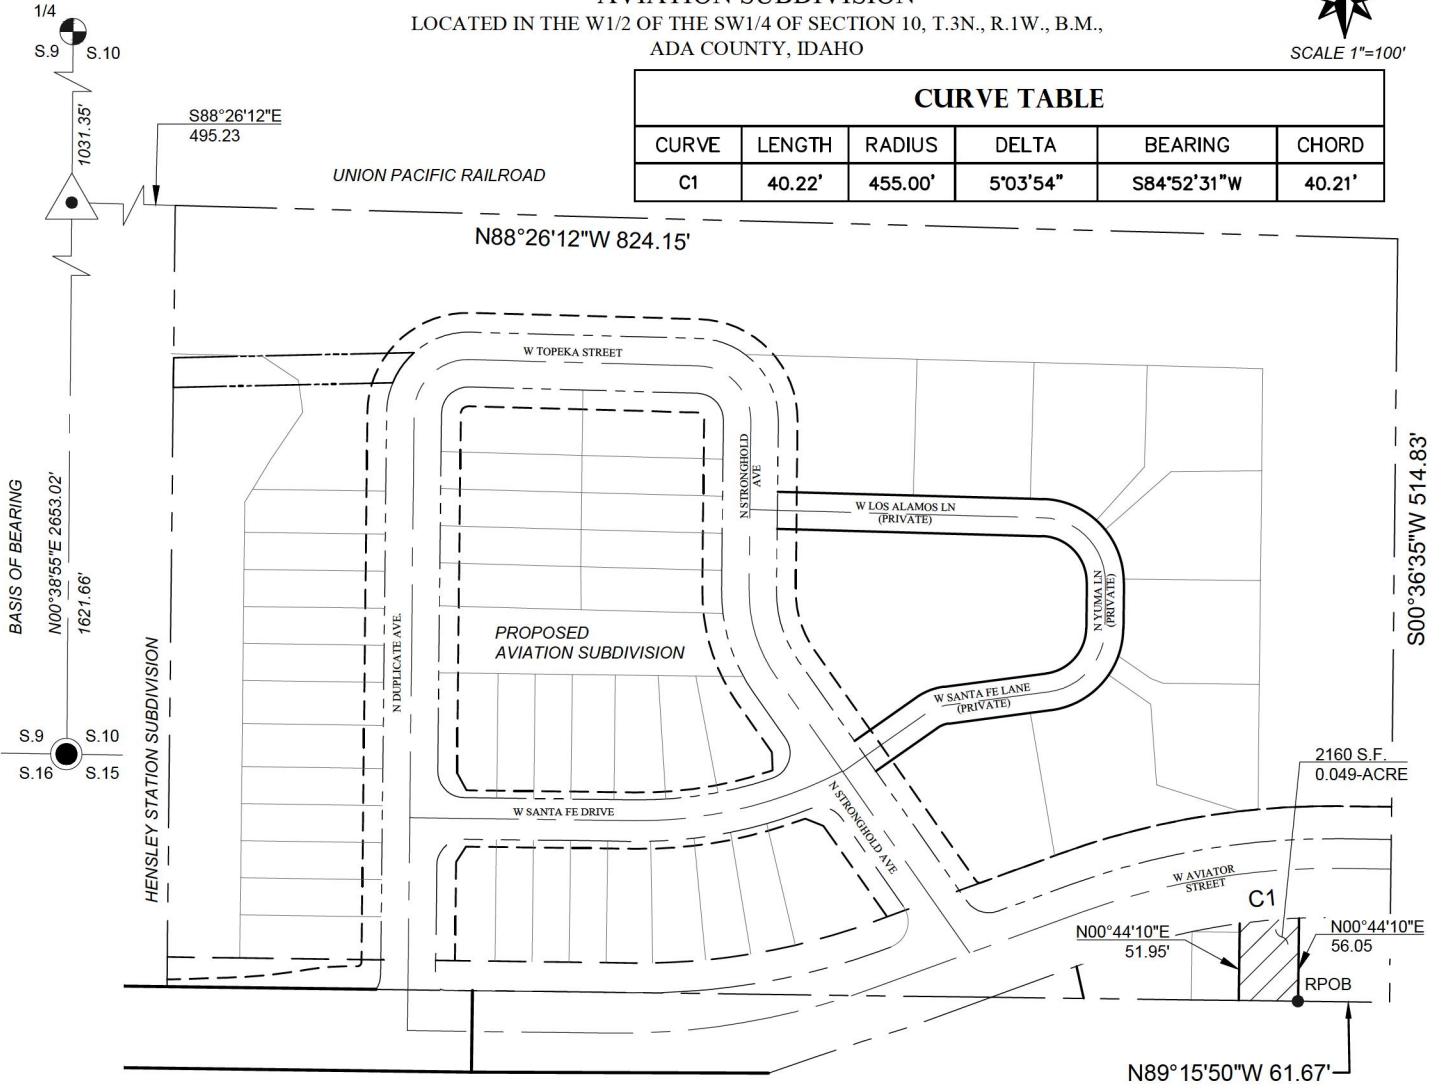 AVIATION SUBDIVISION
LOCATED IN THE W1/2 OF THE SW1/4 OF SECTION 10, T.3N., R.1W., B.M.,
ADA COUNTY, IDAHO
SCALE 1"=100'
1/4
S.9 S.10
1031.35'
S88°26'12"E
495.23
UNION PACIFIC RAILROAD
CURVE TABLE
CURVE LENGTH RADIUS DELTA BEARING CHORD
C1 40.22' 455.00' 5°03'54" S84°52'31"W 40.21'
N88°26'12"W 824.15'
W TOPEKA STREET
N STRONGHOLD
AVE
W LOS ALAMOS LN
(PRIVATE)
N YUMA LN
(PRIVATE)
S00°36'35"W 514.83'
BASIS OF BEARING
N00°38'55"E 2653.02'
1621.66'
N DUPLICATE AVE.
PROPOSED
AVIATION SUBDIVISION
W SANTA FE LANE
(PRIVATE)
HENSLEY STATION SUBDIVISION
S.9 S.10
S.16 S.15
2160 S.F.
0.049-ACRE
W SANTA FE DRIVE
N STRONGHOLD AVE
W AVIATOR
STREET
C1
N00°44'10"E
51.95'
N00°44'10"E
56.05
RPOB
N89°15'50"W 61.67'